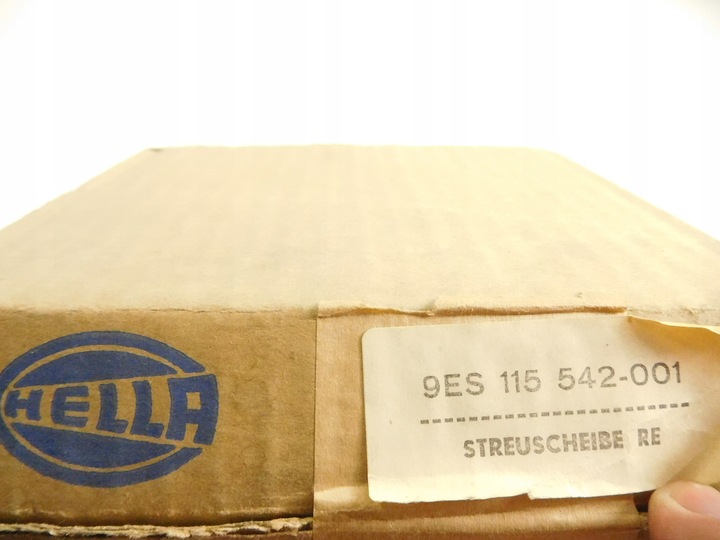 HELLA
9ES 115 542-001
STREUSCHEIBE RE